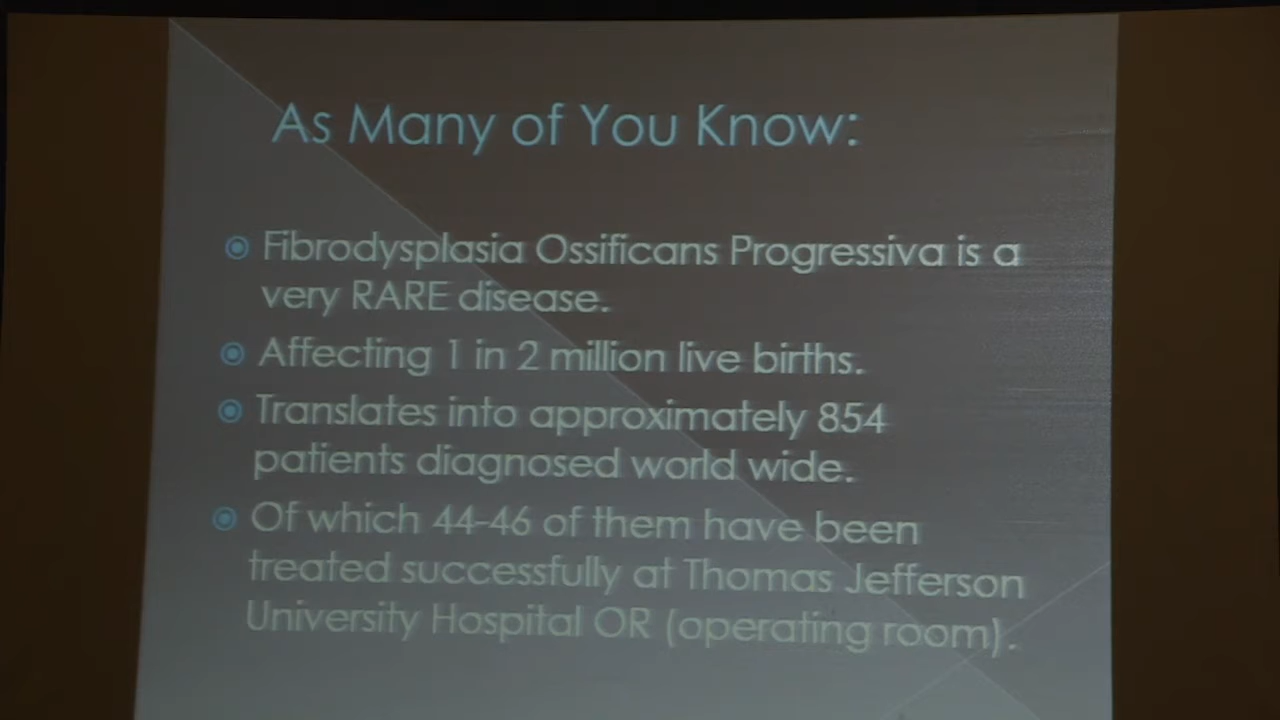 As Many of You Know:
Fibrodysplasia Ossificans Progressiva is a
very RARE disease.
Affecting 1 in 2 million live births.
Translates into approximately 854
patients diagnosed world wide.
Of which 44-46 of them have been
treated successfully at Thomas Jefferson
University Hospital OR (operating room).